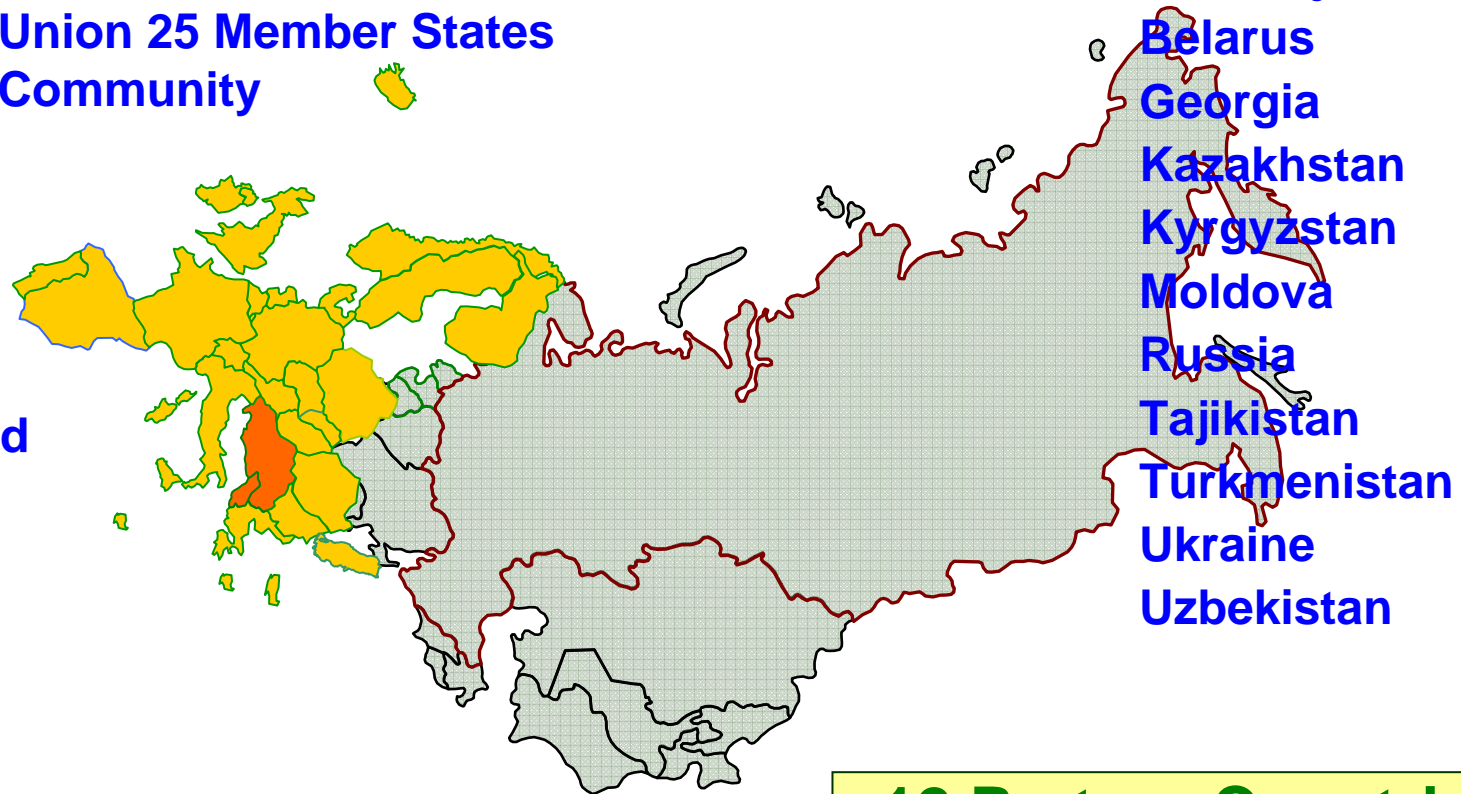 Union 25 Member States
Community
d
Belarus
Georgia
Kazakhstan
Kyrgyzstan
Moldova
Russia
Tajikistan
Turkmenistan
Ukraine
Uzbekistan